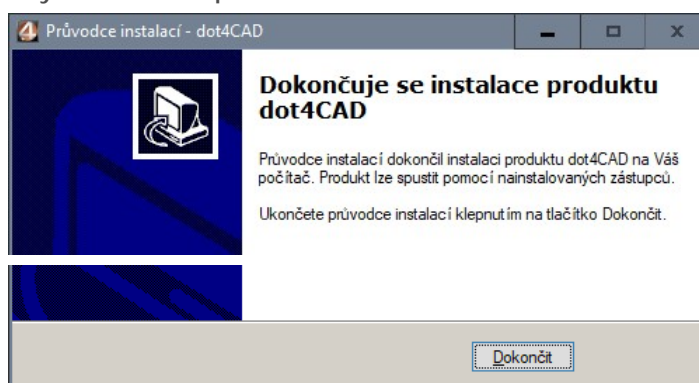 Průvodce instalací - dot4CAD
Dokončuje se instalace produktu
dot4CAD
Průvodce instalací dokončil instalaci produktu dot4CAD na Váš
počítač. Produkt lze spustit pomocí nainstalovaných zástupců.
Ukončete průvodce instalací klepnutím na tlačítko Dokončit.
Dokončit